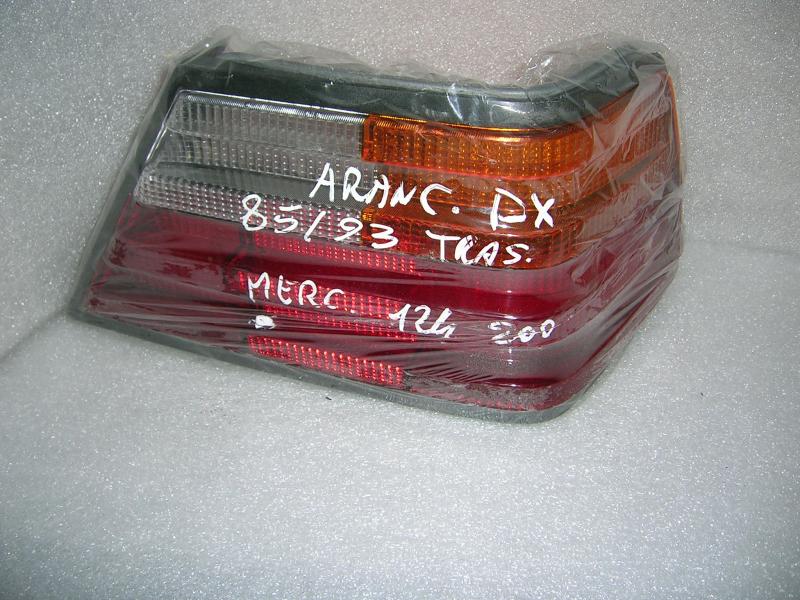 ARANC. DX
85/93 TRAS.
MERC. 124 200